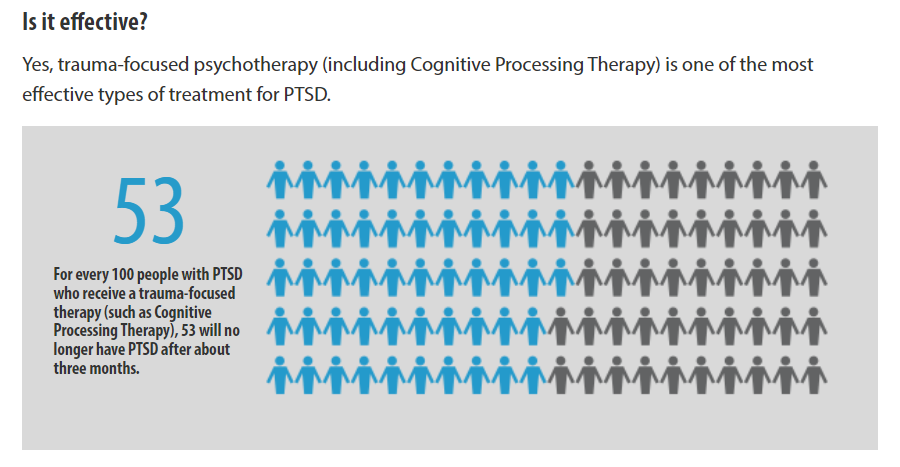 Is it effective?
Yes, trauma-focused psychotherapy (including Cognitive Processing Therapy) is one of the most
effective types of treatment for PTSD.
53
For every 100 people with PTSD
who receive a trauma-focused
therapy (such as Cognitive
Processing Therapy), 53 will no
longer have PTSD after about
three months.